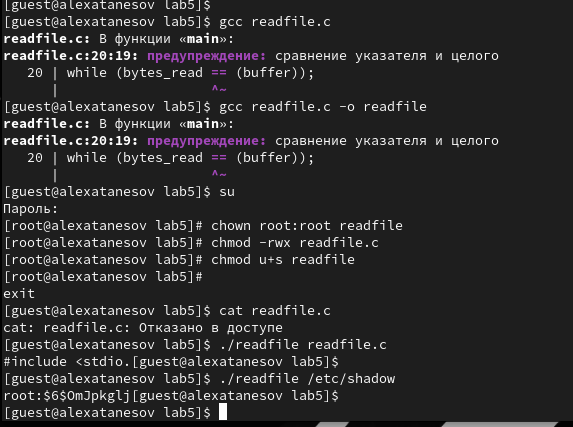 [guest@alexatanesov lab5]$
[guest@alexatanesov lab5]$ gcc readfile.c
readfile.c: В функции «main»:
readfile.c:20:19: предупреждение: сравнение указателя и целого
   20 | while (bytes_read == (buffer));
      |                   ^~
[guest@alexatanesov lab5]$ gcc readfile.c -o readfile
readfile.c: В функции «main»:
readfile.c:20:19: предупреждение: сравнение указателя и целого
   20 | while (bytes_read == (buffer));
      |                   ^~
[guest@alexatanesov lab5]$ su
Пароль:
[root@alexatanesov lab5]# chown root:root readfile
[root@alexatanesov lab5]# chmod -rwx readfile.c
[root@alexatanesov lab5]# chmod u+s readfile
[root@alexatanesov lab5]#
exit
[guest@alexatanesov lab5]$ cat readfile.c
cat: readfile.c: Отказано в доступе
[guest@alexatanesov lab5]$ ./readfile readfile.c
#include <stdio.[guest@alexatanesov lab5]$
[guest@alexatanesov lab5]$ ./readfile /etc/shadow
root:$6$OmJpkglj[guest@alexatanesov lab5]$
[guest@alexatanesov lab5]$